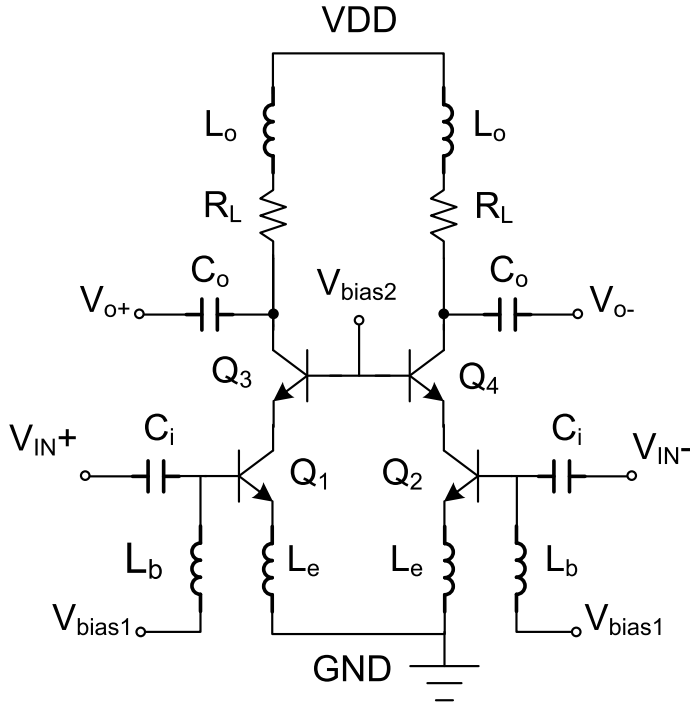 VDD
Lo Lo
RL RL
Co Vbias2 Co
Vo+ Vo-
Q3 Q4
VIN+ Ci Ci VIN-
Q1 Q2
Lb Le Le Lb
Vbias1 Vbias1
GND